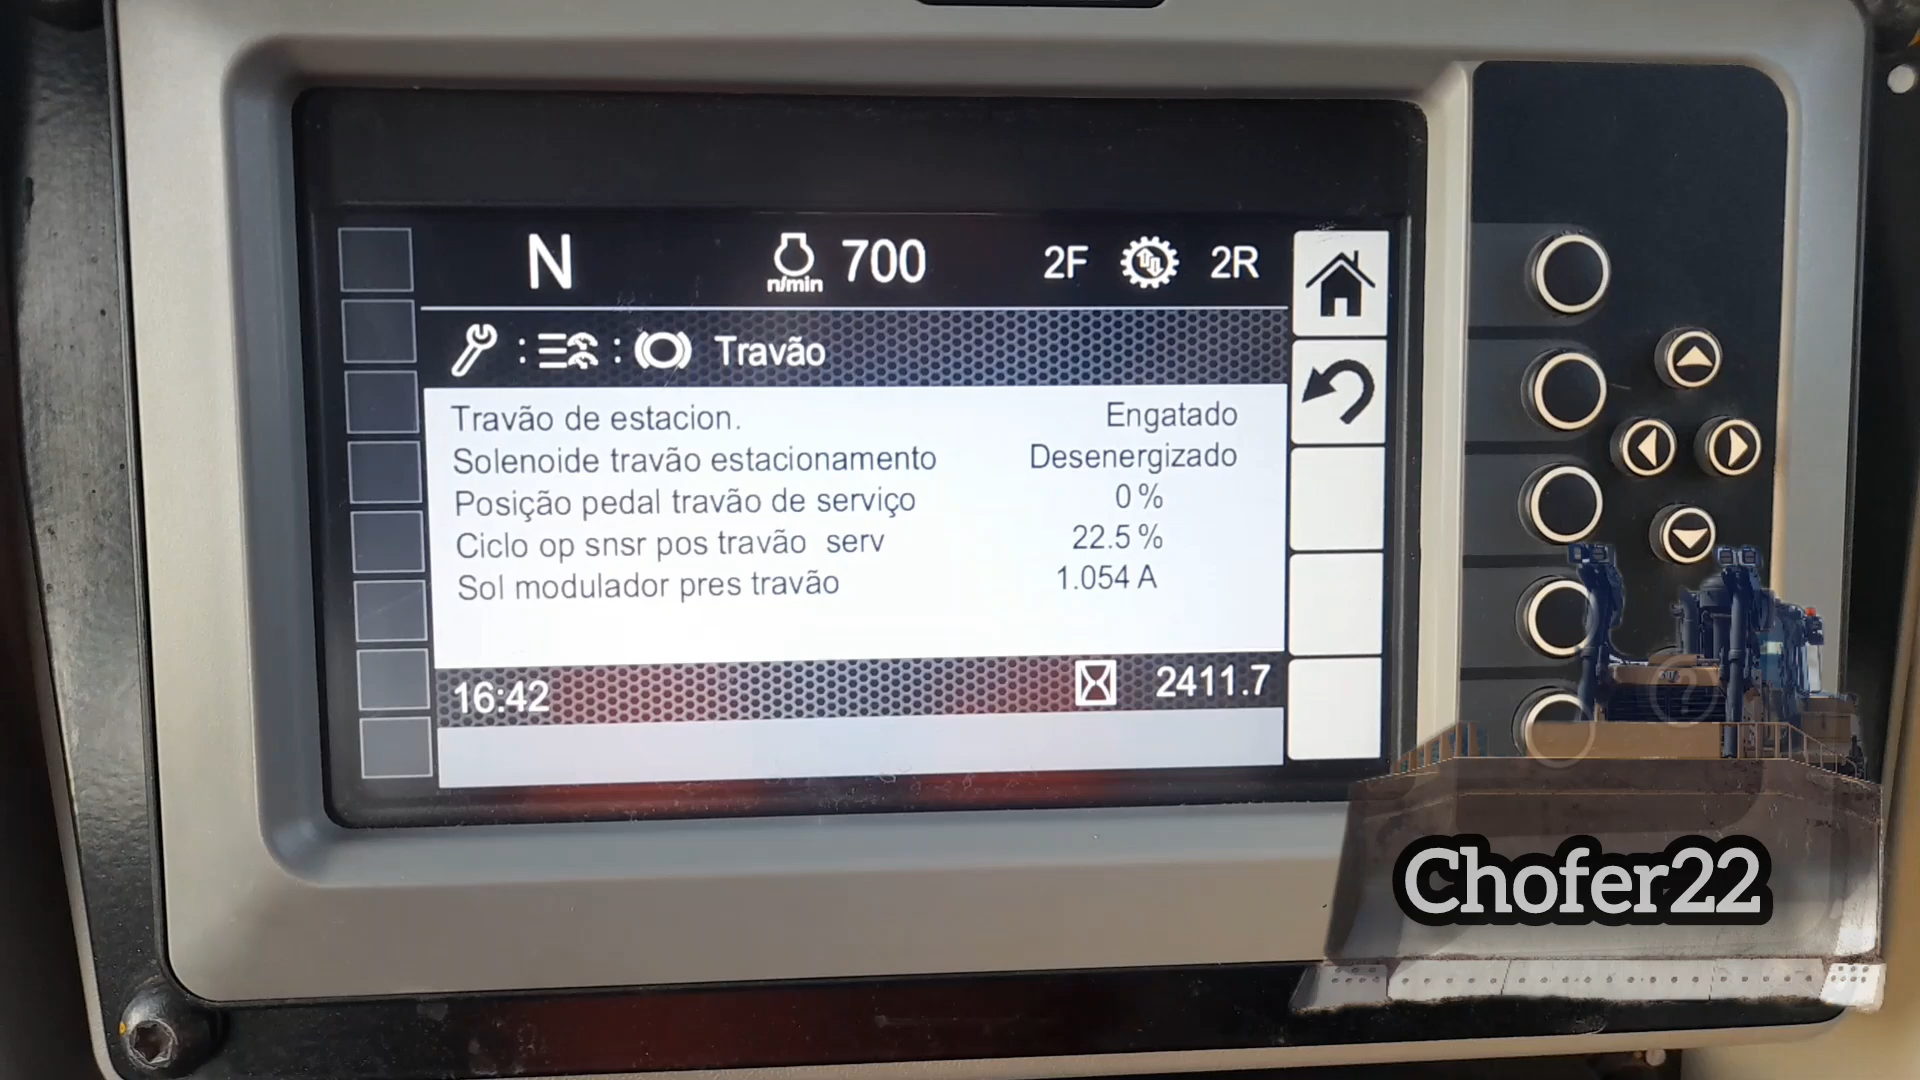 N n/min 700 2F 2R
: : Travão
Travão de estacion. Engatado
Solenoide travão estacionamento Desenergizado
Posição pedal travão de serviço 0 %
Ciclo op snsr pos travão serv 22.5 %
Sol modulador pres travão 1.054 A
16:42 2411.7
Chofer22